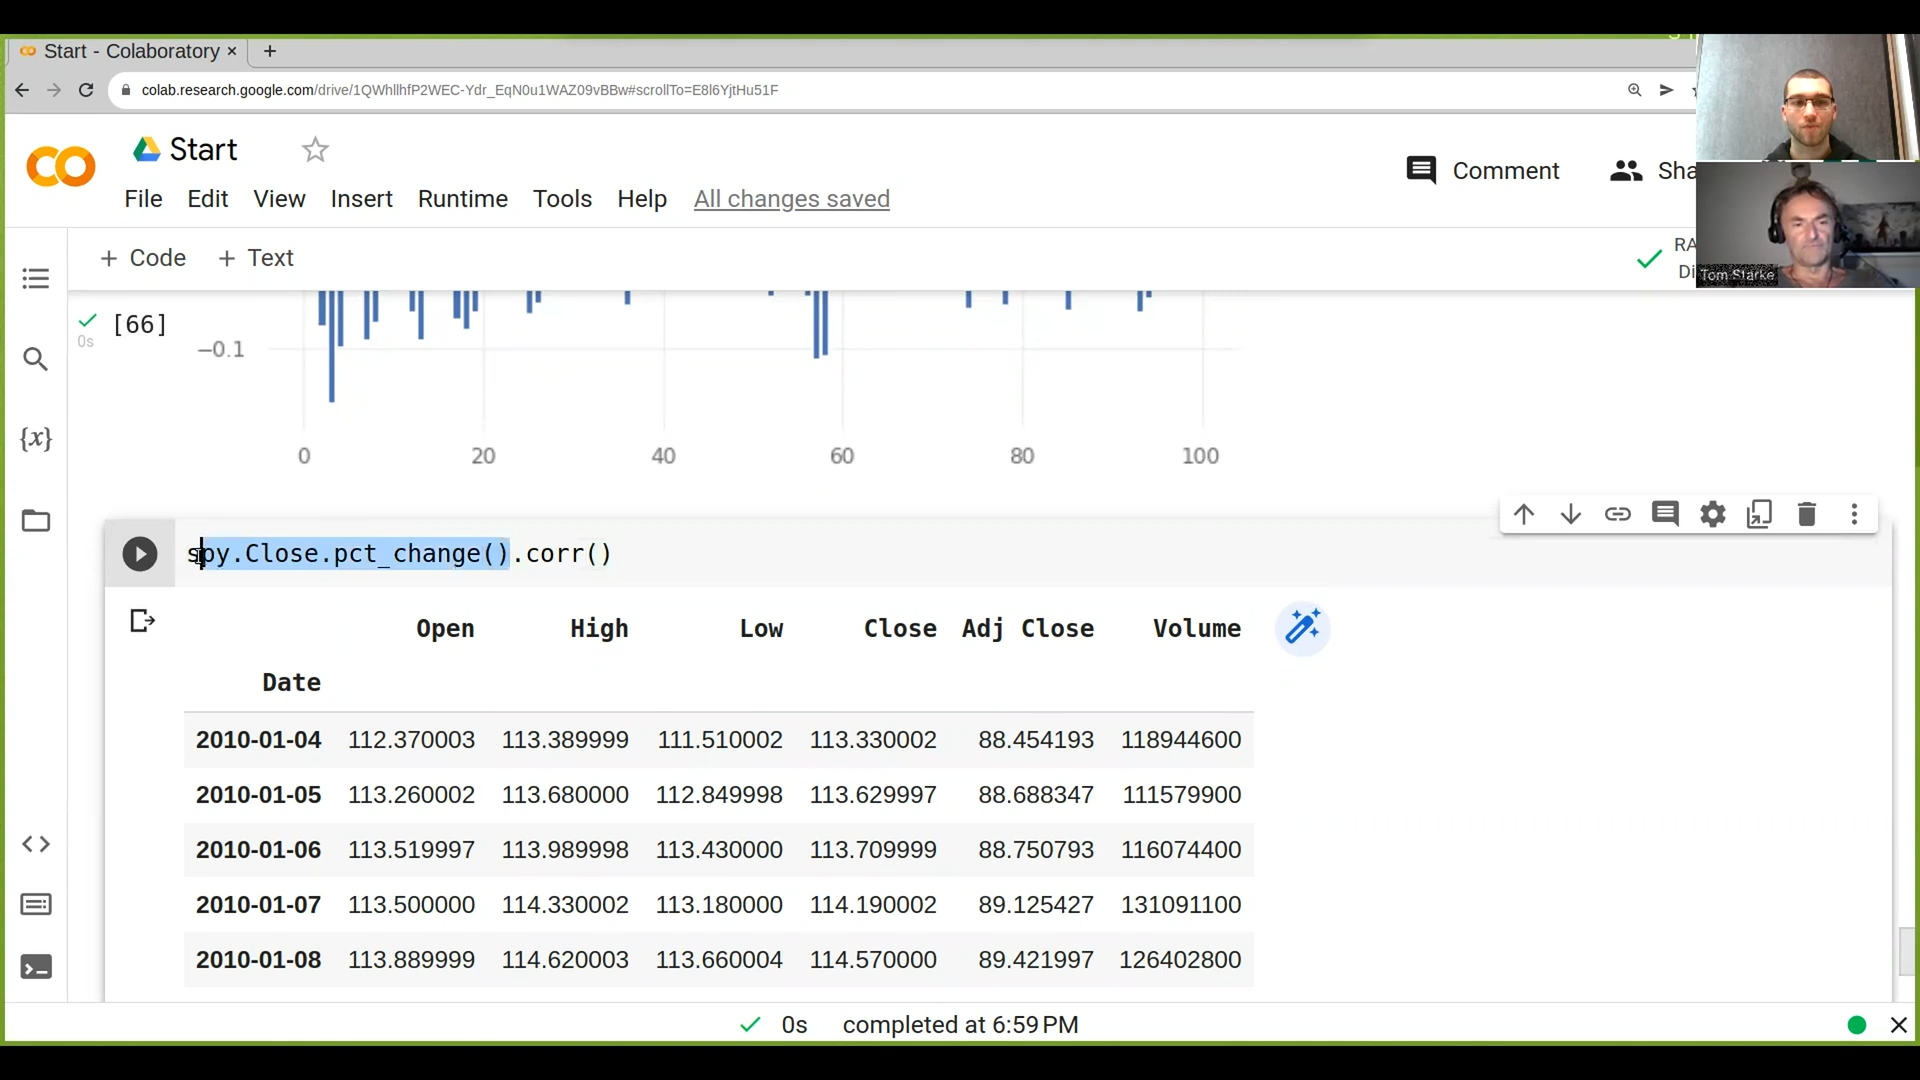 Start - Colaboratory × +
colab.research.google.com/drive/1QWhllhfP2WEC-Ydr_EqN0u1WAZ09vBBw#scrollTo=E8l6YjtHu51F
Start
Comment
Sha
File Edit View Insert Runtime Tools Help All changes saved
+ Code + Text
RA
Di
Tom Starke
[66]
0s
−0.1
0 20 40 60 80 100
{x}
spy.Close.pct_change().corr()
Open High Low Close Adj Close Volume
Date
2010-01-04 112.370003 113.389999 111.510002 113.330002 88.454193 118944600
2010-01-05 113.260002 113.680000 112.849998 113.629997 88.688347 111579900
2010-01-06 113.519997 113.989998 113.430000 113.709999 88.750793 116074400
2010-01-07 113.500000 114.330002 113.180000 114.190002 89.125427 131091100
2010-01-08 113.889999 114.620003 113.660004 114.570000 89.421997 126402800
0s completed at 6:59 PM